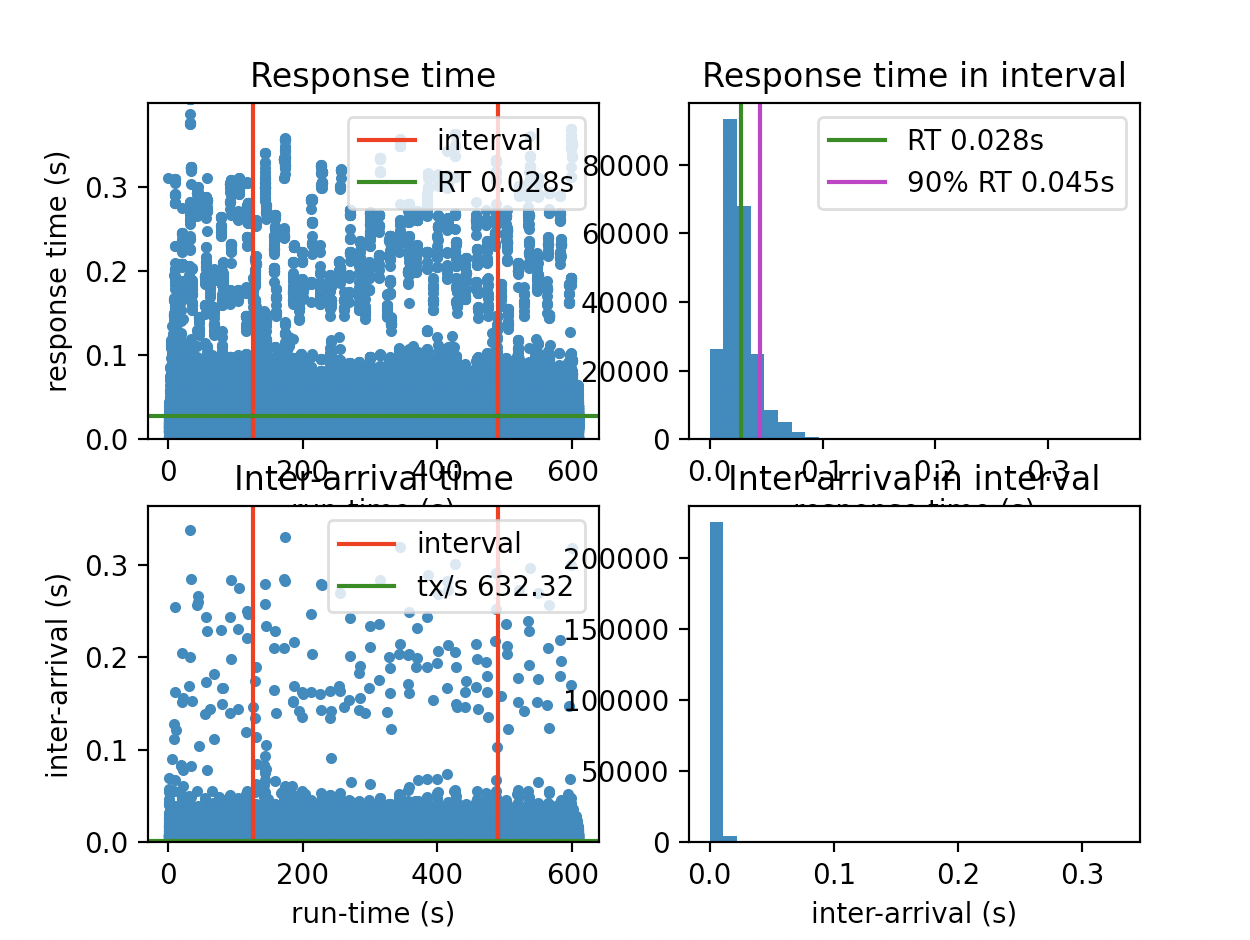 Response time
response time (s)
0.3
0.2
0.1
0.0
interval
RT 0.028s
0
200
400
600
run-time (s)
Response time in interval
80000
60000
40000
20000
0
RT 0.028s
90% RT 0.045s
0.0
0.1
0.2
0.3
response time (s)
Inter-arrival time
inter-arrival (s)
0.3
0.2
0.1
0.0
interval
tx/s 632.32
0
200
400
600
run-time (s)
Inter-arrival in interval
200000
150000
100000
50000
0
0.0
0.1
0.2
0.3
inter-arrival (s)